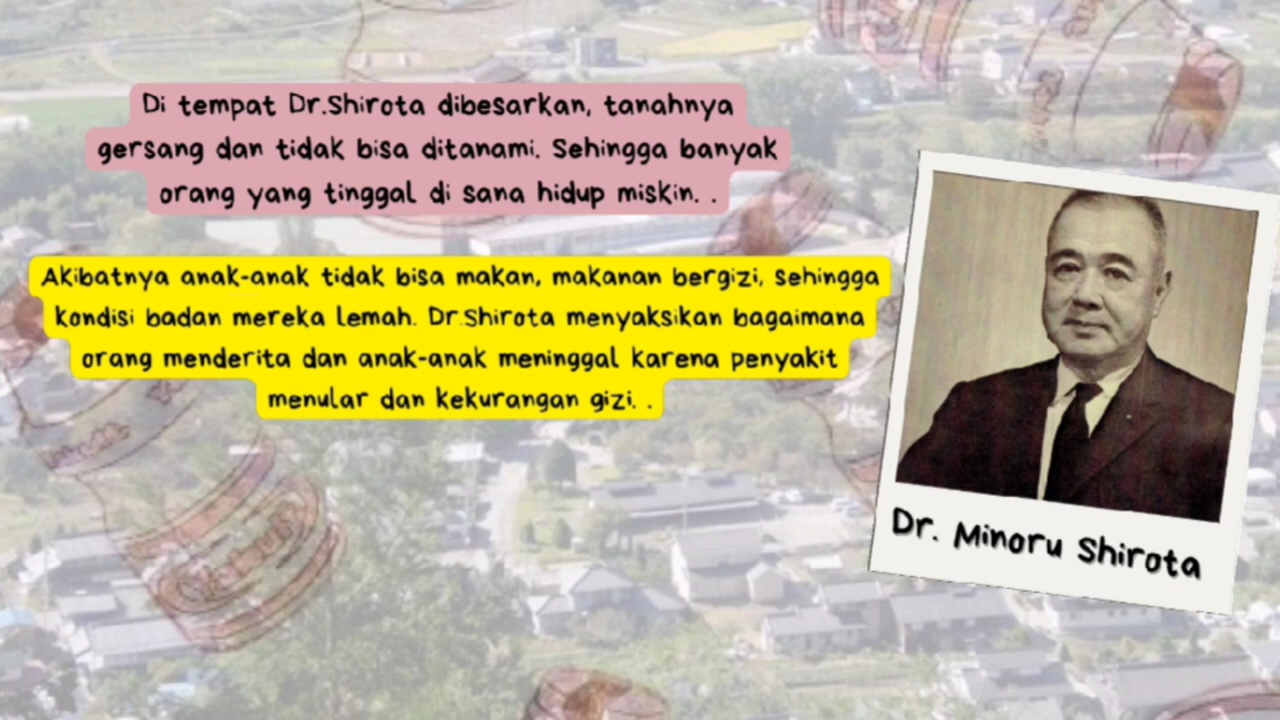 Di tempat Dr.Shirota dibesarkan, tanahnya
gersang dan tidak bisa ditanami. Sehingga banyak
orang yang tinggal di sana hidup miskin. .
Akibatnya anak-anak tidak bisa makan, makanan bergizi, sehingga
kondisi badan mereka lemah. Dr.Shirota menyaksikan bagaimana
orang menderita dan anak-anak meninggal karena penyakit
menular dan kekurangan gizi. .
Dr. Minoru Shirota